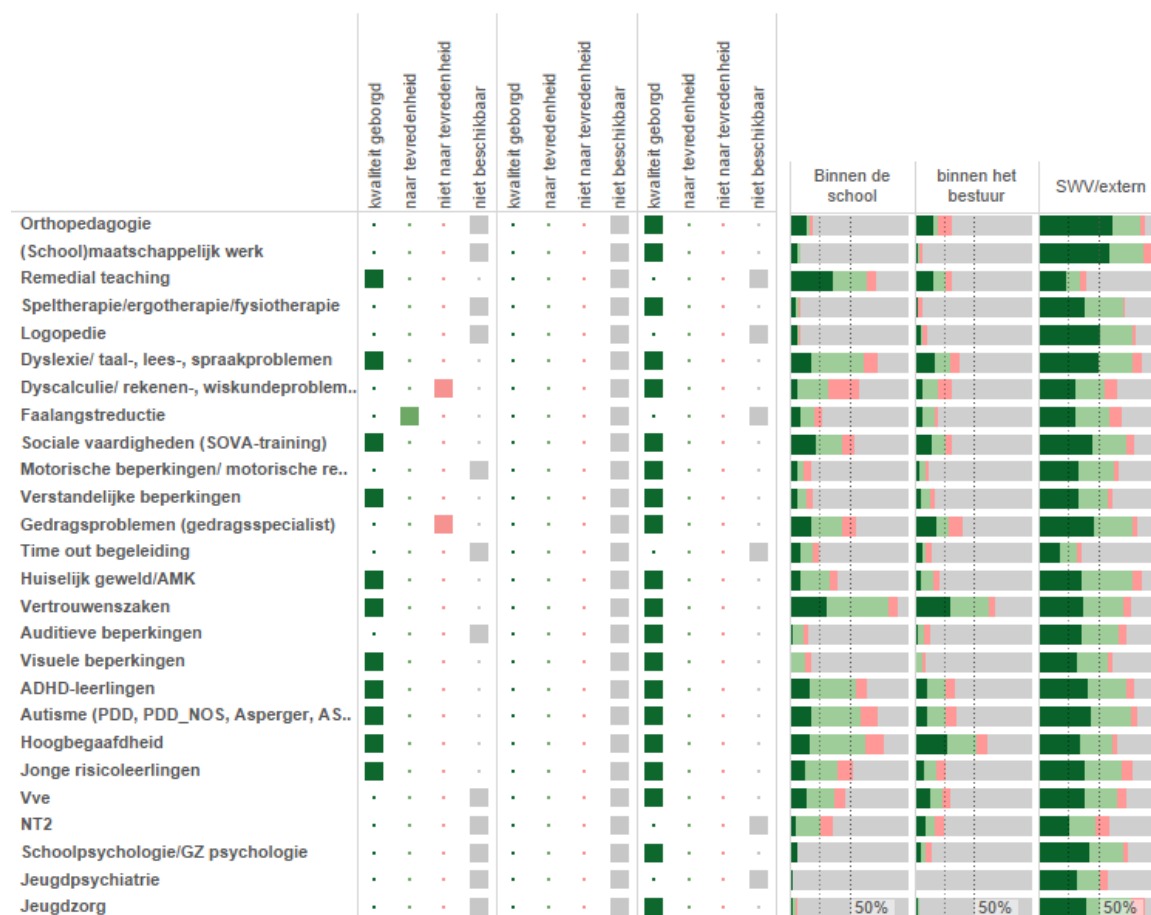 kwaliteit geborgd
naar tevredenheid
niet naar tevredenheid
niet beschikbaar
kwaliteit geborgd
naar tevredenheid
niet naar tevredenheid
niet beschikbaar
kwaliteit geborgd
naar tevredenheid
niet naar tevredenheid
niet beschikbaar
Binnen de
school
binnen het
bestuur
SWV/extern
Orthopedagogie
(School)maatschappelijk werk
Remedial teaching
Speltherapie/ergotherapie/fysiotherapie
Logopedie
Dyslexie/ taal-, lees-, spraakproblemen
Dyscalculie/ rekenen-, wiskundeproblem..
Faalangstreductie
Sociale vaardigheden (SOVA-training)
Motorische beperkingen/ motorische re..
Verstandelijke beperkingen
Gedragsproblemen (gedragsspecialist)
Time out begeleiding
Huiselijk geweld/AMK
Vertrouwenszaken
Auditieve beperkingen
Visuele beperkingen
ADHD-leerlingen
Autisme (PDD, PDD_NOS, Asperger, AS..
Hoogbegaafdheid
Jonge risicoleerlingen
Vve
NT2
Schoolpsychologie/GZ psychologie
Jeugdpsychiatrie
Jeugdzorg
50%
50%
50%